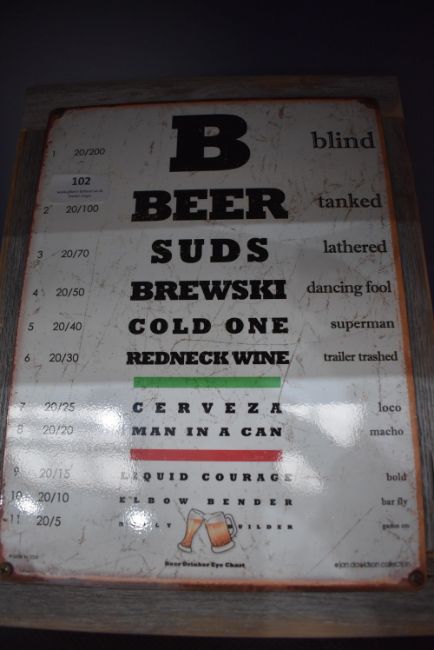 B
1 20/200 blind
102
BEER
2 20/100 tanked
SUDS
3 20/70 lathered
BREWSKI
4 20/50 dancing fool
COLD ONE
5 20/40 superman
REDNECK WINE
6 20/30 trailer trashed
7 20/25 CERVEZA loco
8 20/20 MAN IN A CAN macho
9 20/15 LIQUID COURAGE bold
10 20/10 ELBOW BENDER bar fly
11 20/5 BUILDER
Beer Drinker Eye Chart
jan davidson collection